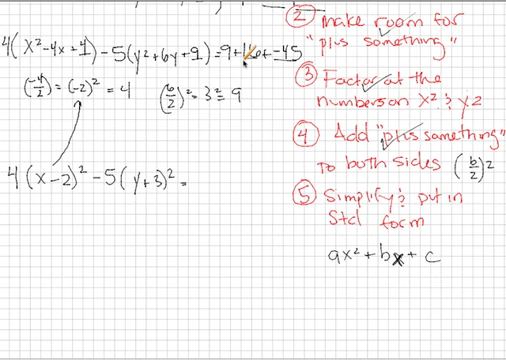 ② Make room for
"plus something"
4(x²-4x+4)-5(y²+6y+9)=9+16+-45
(-4/2)=(-2)²=4 (6/2)²=3²=9
③ Factor at the
numbers on x² & y2
④ Add "plus something"
to both sides (b/2)2
4(x-2)²-5(y+3)²=
⑤ Simplify & put in
Std form
ax²+bx+c